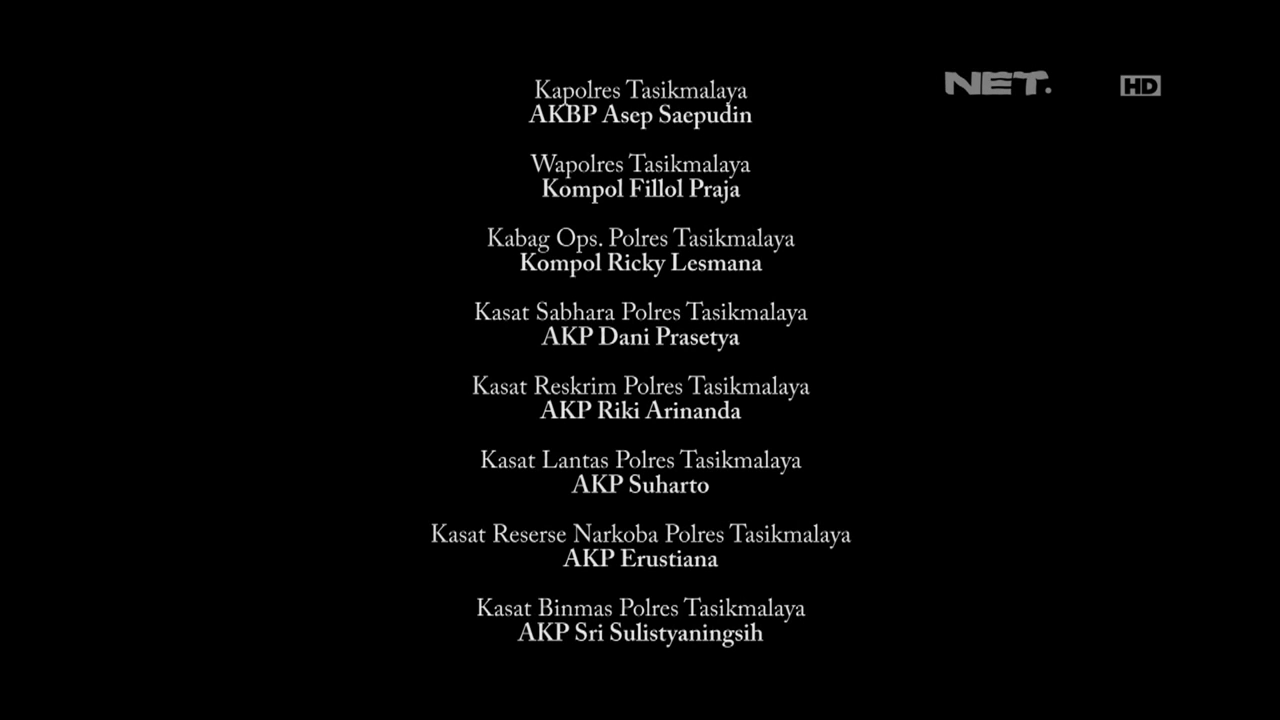 Kapolres Tasikmalaya
AKBP Asep Saepudin
Wapolres Tasikmalaya
Kompol Fillol Praja
Kabag Ops. Polres Tasikmalaya
Kompol Ricky Lesmana
Kasat Sabhara Polres Tasikmalaya
AKP Dani Prasetya
Kasat Reskrim Polres Tasikmalaya
AKP Riki Arinanda
Kasat Lantas Polres Tasikmalaya
AKP Suharto
Kasat Reserse Narkoba Polres Tasikmalaya
AKP Erustiana
Kasat Binmas Polres Tasikmalaya
AKP Sri Sulistyaningsih
NET.
HD